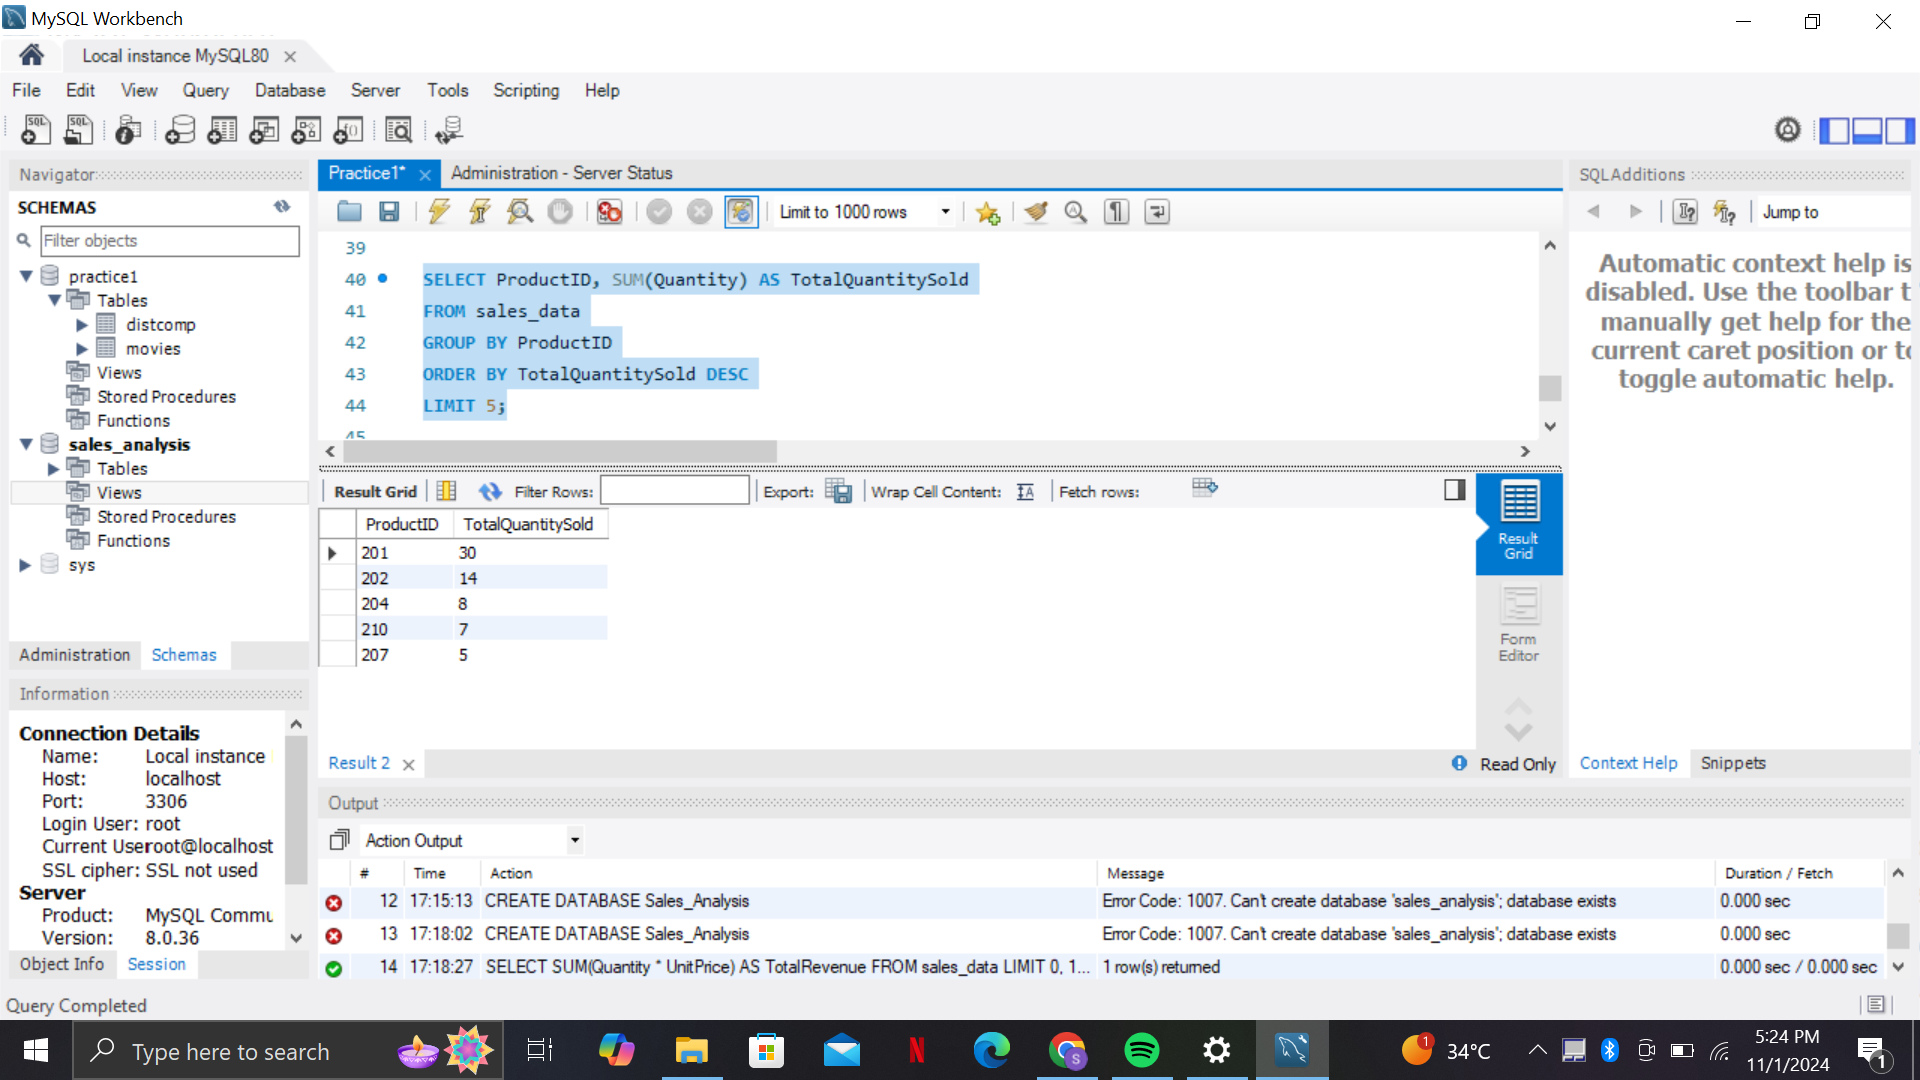 MySQL Workbench
Local instance MySQL80
File Edit View Query Database Server Tools Scripting Help
Navigator
SCHEMAS
Filter objects
practice1
Tables
distcomp
movies
Views
Stored Procedures
Functions
sales_analysis
Tables
Views
Stored Procedures
Functions
sys
Administration Schemas
Information
Connection Details
Name: Local instance
Host: localhost
Port: 3306
Login User: root
Current Use root@localhost
SSL cipher: SSL not used
Server
Product: MySQL Commu
Version: 8.0.36
Object Info Session
Practice1* Administration - Server Status
Limit to 1000 rows
39
40 SELECT ProductID, SUM(Quantity) AS TotalQuantitySold
41 FROM sales_data
42 GROUP BY ProductID
43 ORDER BY TotalQuantitySold DESC
44 LIMIT 5;
45
Result Grid Filter Rows: Export: Wrap Cell Content: Fetch rows:
ProductID TotalQuantitySold
201 30
202 14
204 8
210 7
207 5
Result Grid
Form Editor
Result 2
Read Only
SQLAdditions
Jump to
Automatic context help is
disabled. Use the toolbar t
manually get help for the
current caret position or to
toggle automatic help.
Context Help Snippets
Output
Action Output
# Time Action Message Duration / Fetch
12 17:15:13 CREATE DATABASE Sales_Analysis Error Code: 1007. Can't create database 'sales_analysis'; database exists 0.000 sec
13 17:18:02 CREATE DATABASE Sales_Analysis Error Code: 1007. Can't create database 'sales_analysis'; database exists 0.000 sec
14 17:18:27 SELECT SUM(Quantity * UnitPrice) AS TotalRevenue FROM sales_data LIMIT 0, 1... 1 row(s) returned 0.000 sec / 0.000 sec
Query Completed
Type here to search
1
34°C
5:24 PM
11/1/2024
1